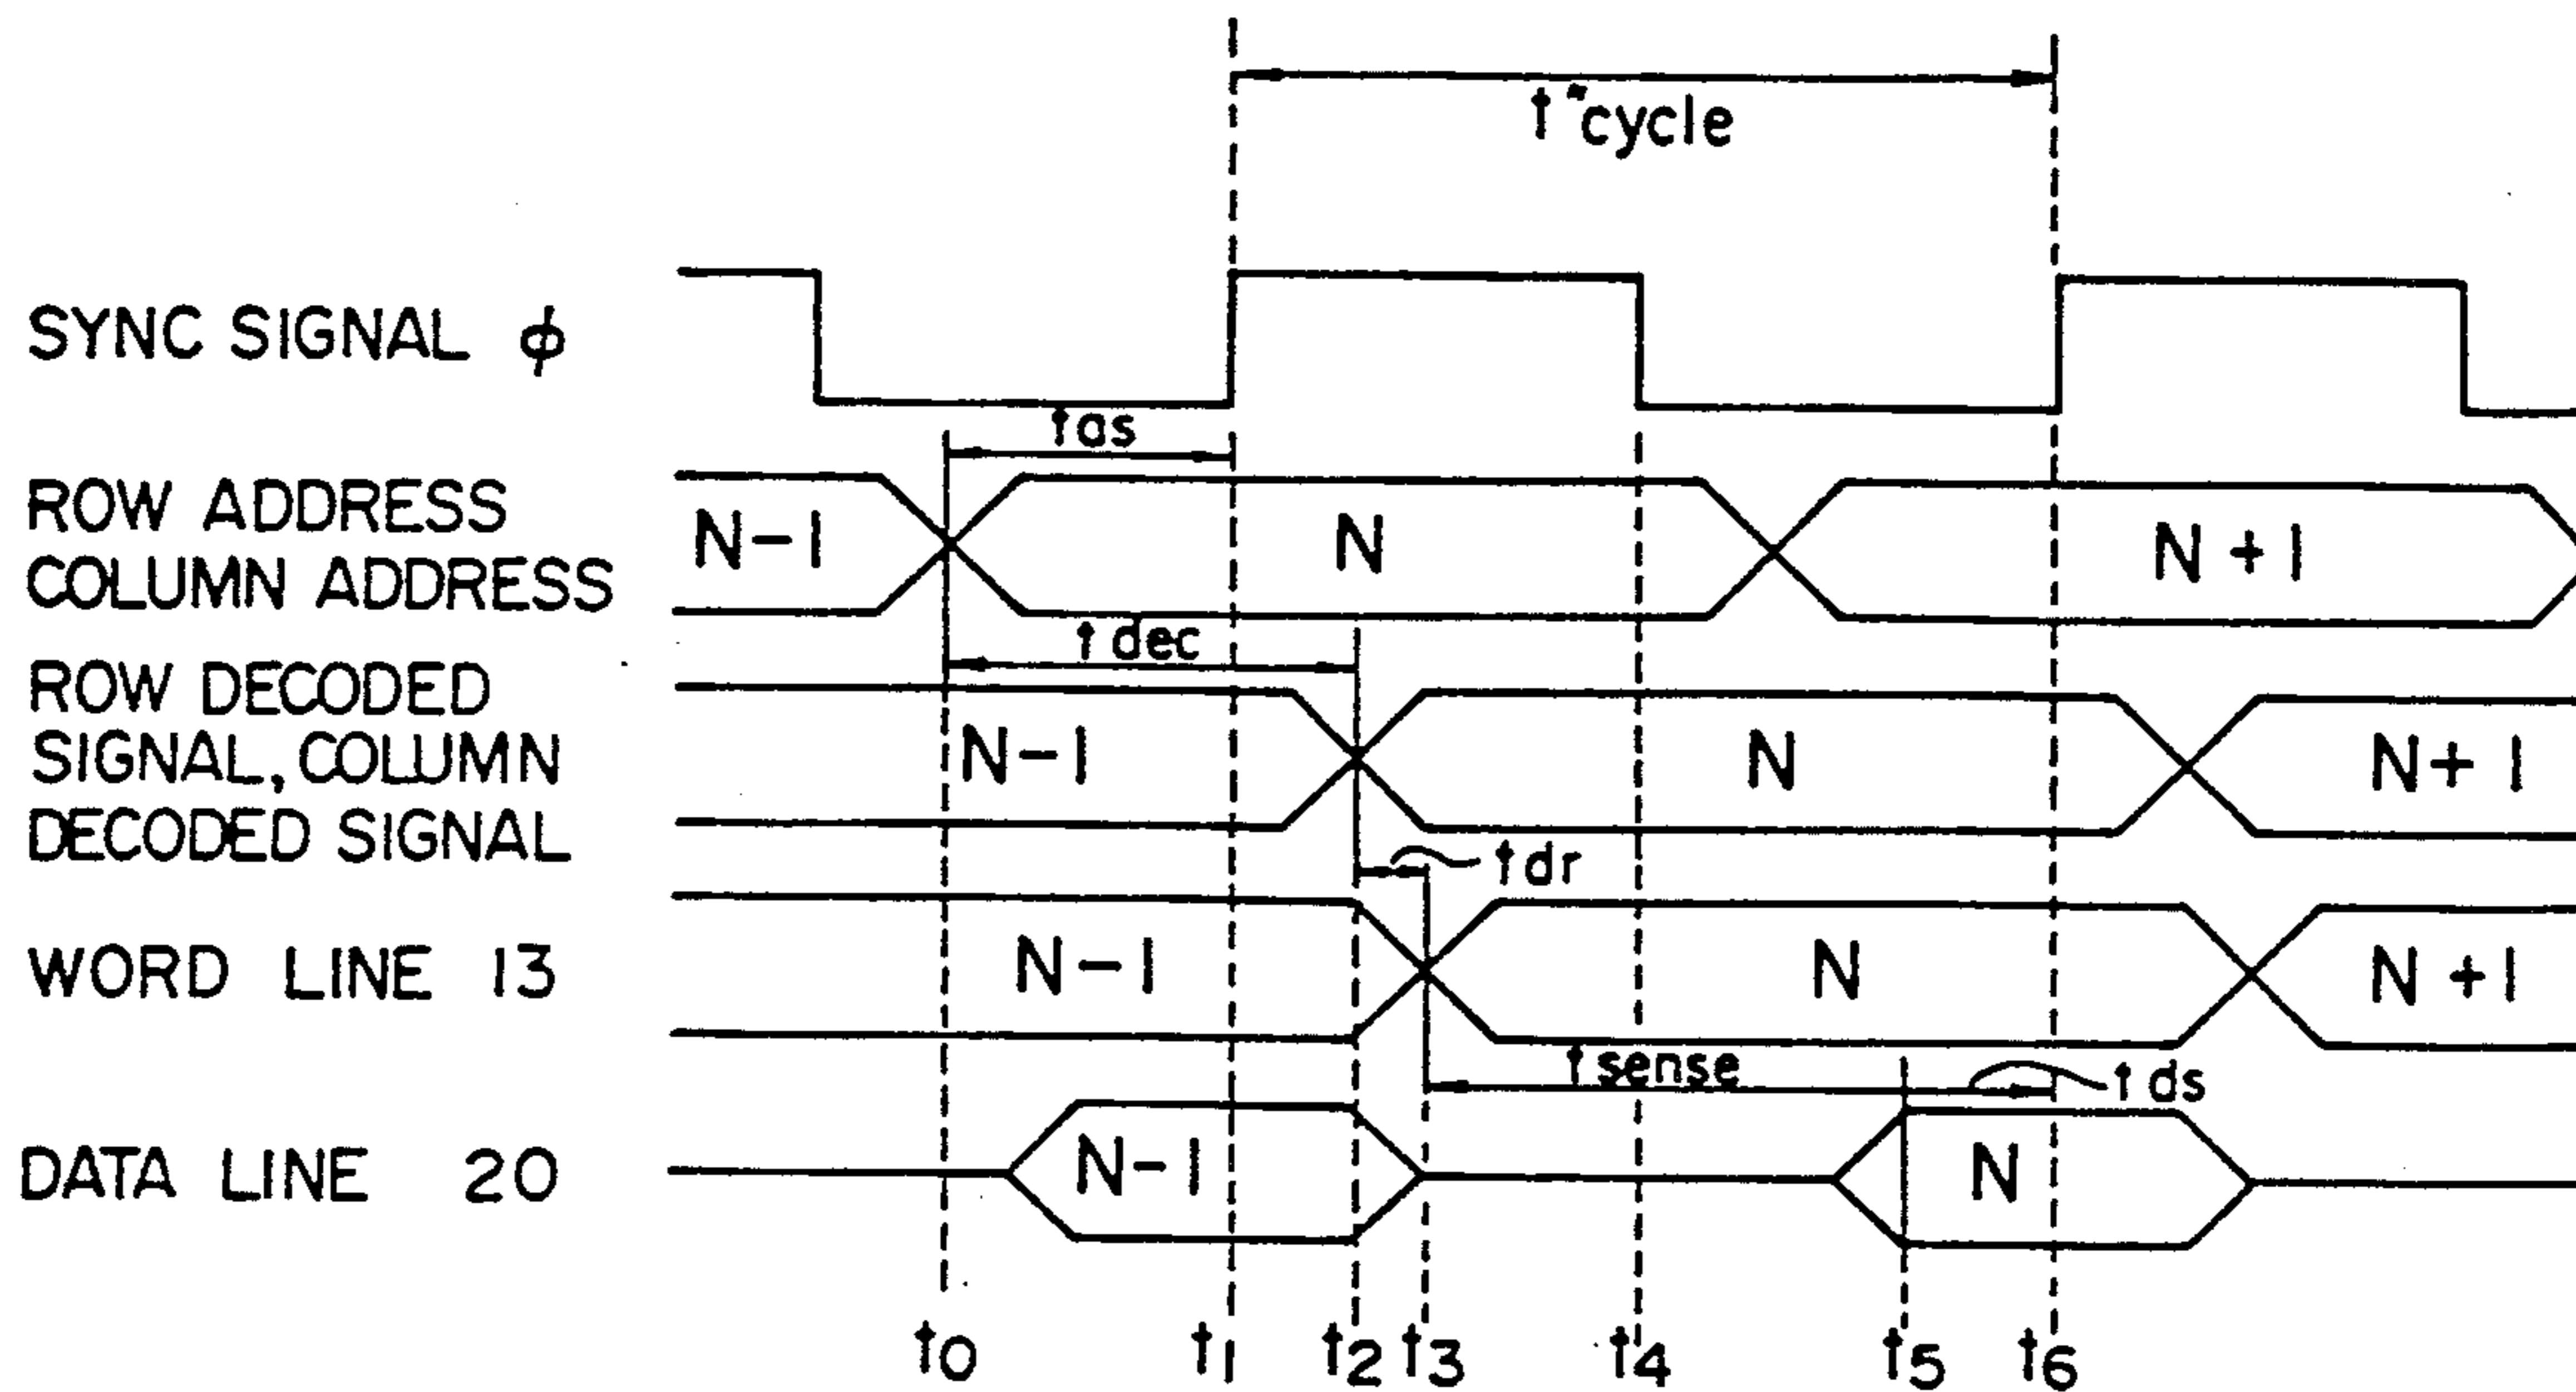 t"cycle
SYNC SIGNAL φ
tas
ROW ADDRESS
COLUMN ADDRESS
N-1 N N+1
tdec
ROW DECODED
SIGNAL, COLUMN
DECODED SIGNAL
N-1 N N+1
tdr
WORD LINE 13
N-1 N N+1
tsense tds
DATA LINE 20
N-1 N
t0 t1 t2 t3 t4 t5 t6